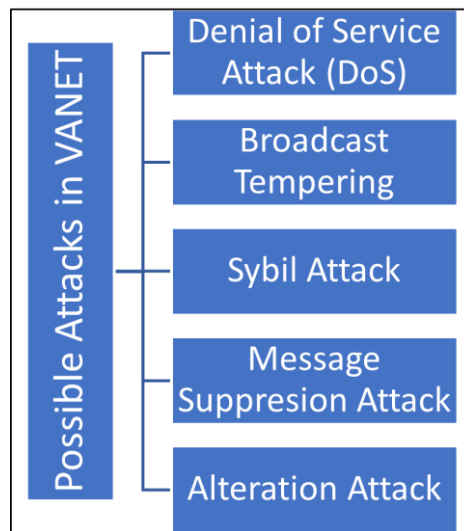 Possible Attacks in VANET
Denial of Service
Attack (DoS)
Broadcast
Tempering
Sybil Attack
Message
Suppresion Attack
Alteration Attack